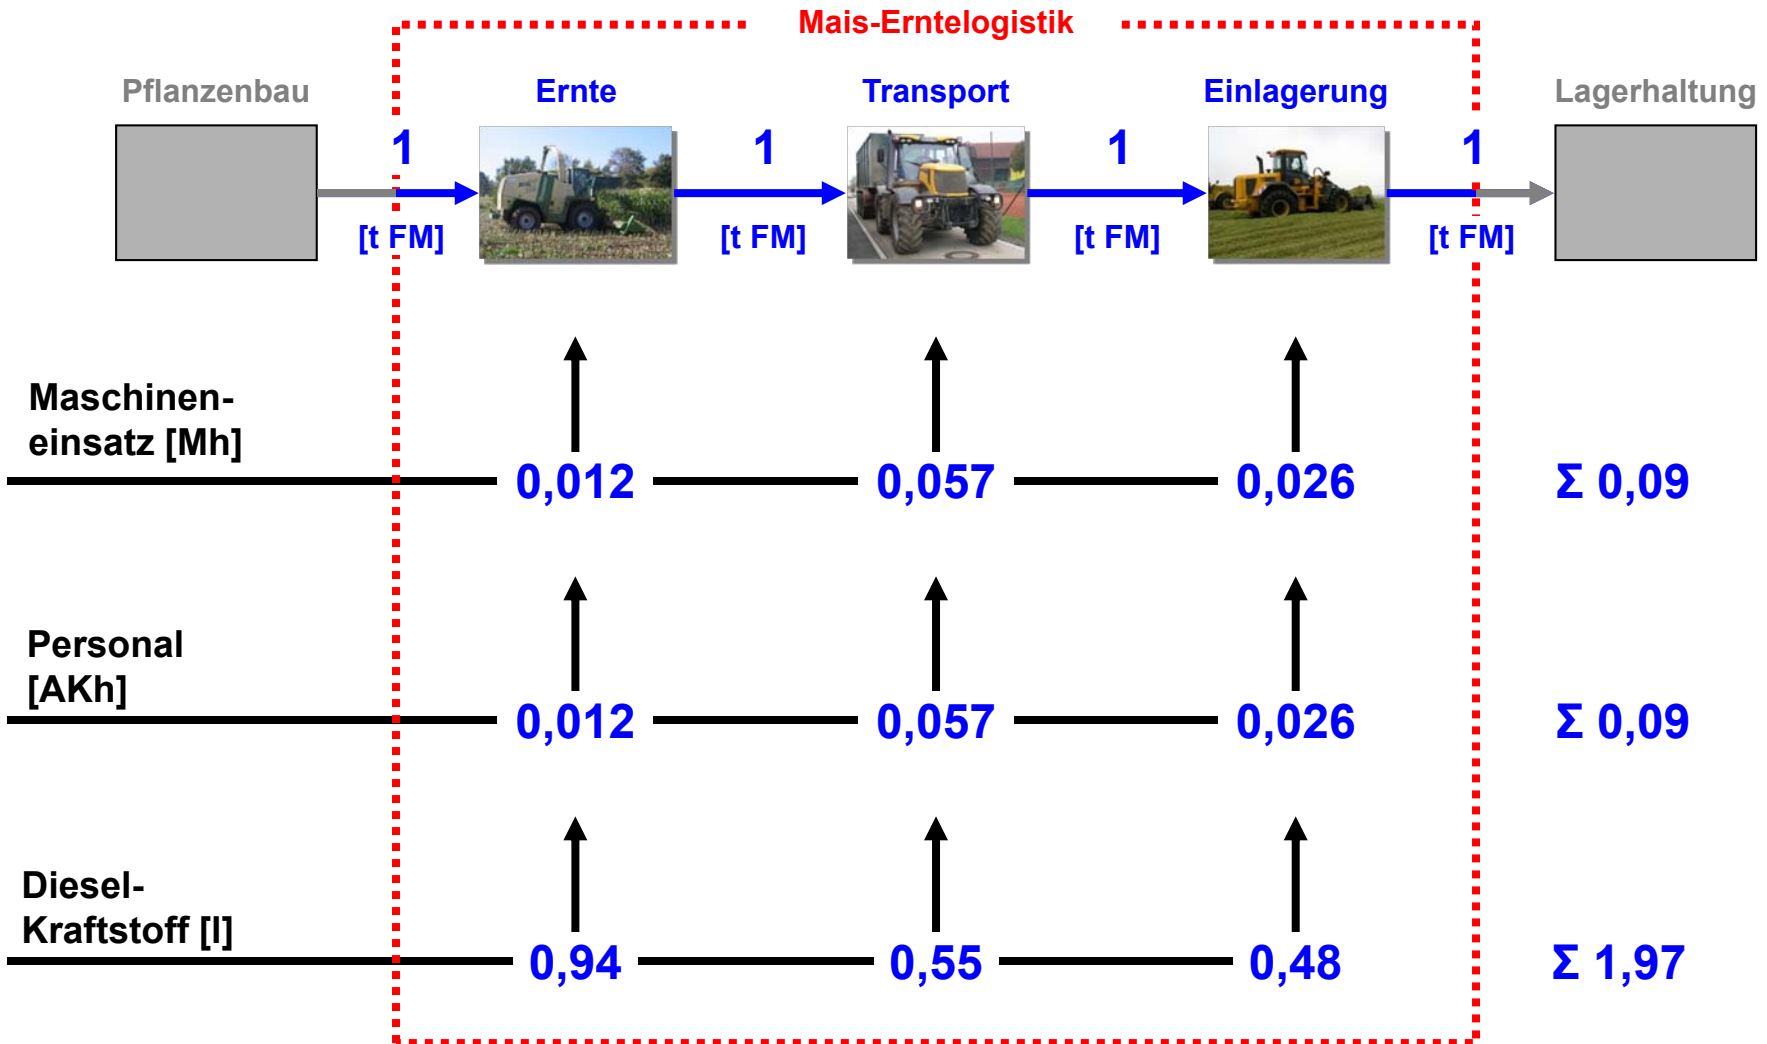 Mais-Erntelogistik
Pflanzenbau
Ernte
Transport
Einlagerung
Lagerhaltung
1
1
1
1
[t FM]
[t FM]
[t FM]
[t FM]
Maschinen-
einsatz [Mh]
0,012
0,057
0,026
Σ 0,09
Personal
[AKh]
0,012
0,057
0,026
Σ 0,09
Diesel-
Kraftstoff [l]
0,94
0,55
0,48
Σ 1,97